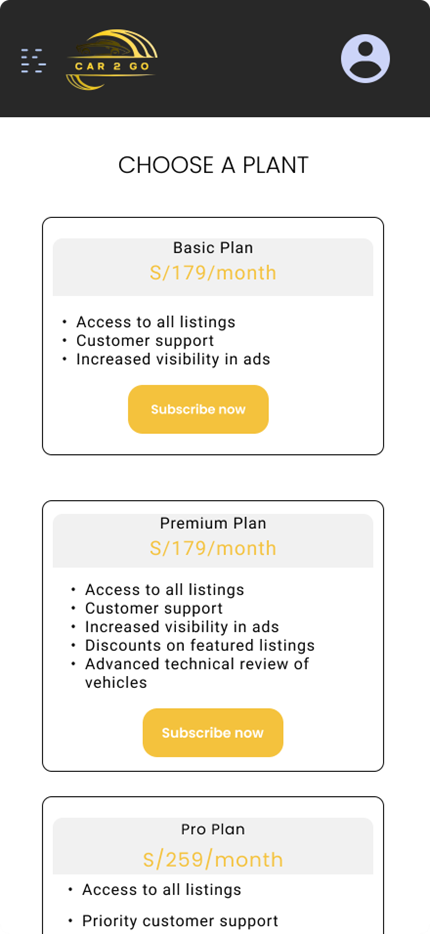 CAR 2 GO
CHOOSE A PLANT
Basic Plan
S/179/month
• Access to all listings
• Customer support
• Increased visibility in ads
Subscribe now
Premium Plan
S/179/month
• Access to all listings
• Customer support
• Increased visibility in ads
• Discounts on featured listings
• Advanced technical review of
vehicles
Subscribe now
Pro Plan
S/259/month
• Access to all listings
• Priority customer support